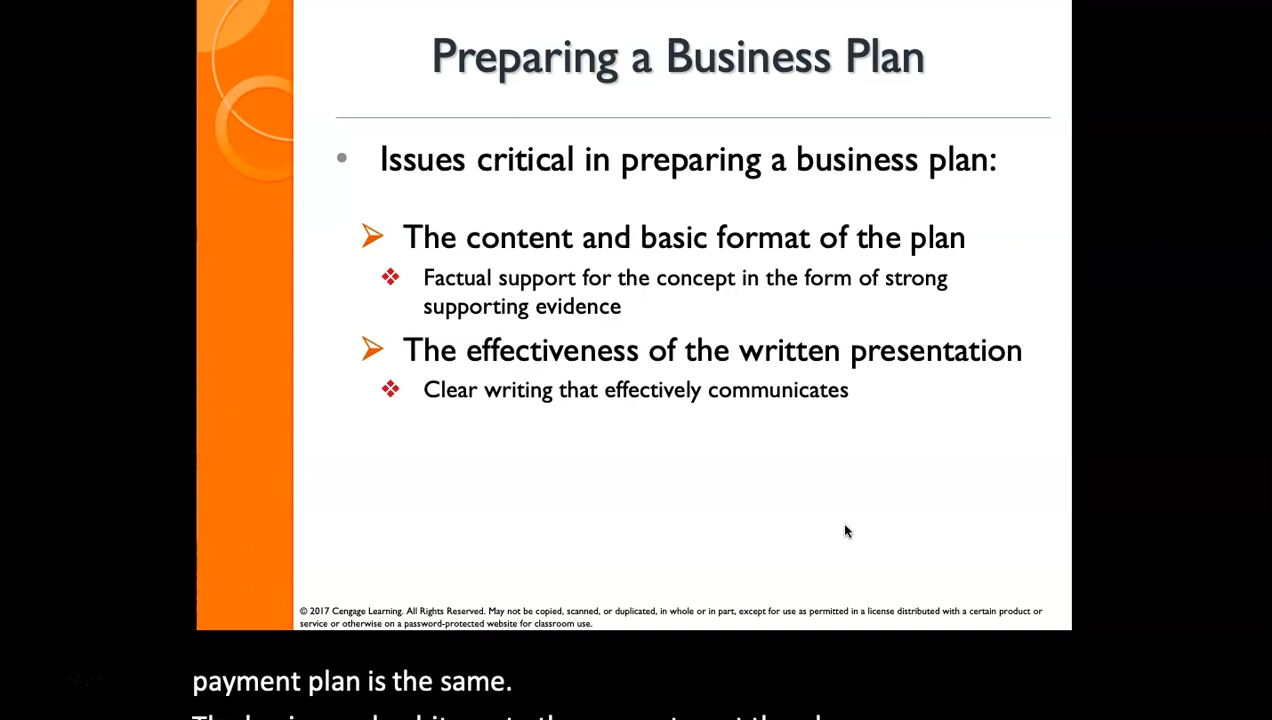 Preparing a Business Plan
• Issues critical in preparing a business plan:
➢ The content and basic format of the plan
❖ Factual support for the concept in the form of strong
supporting evidence
➢ The effectiveness of the written presentation
❖ Clear writing that effectively communicates
© 2017 Cengage Learning. All Rights Reserved. May not be copied, scanned, or duplicated, in whole or in part, except for use as permitted in a license distributed with a certain product or
service or otherwise on a password-protected website for classroom use.
payment plan is the same.